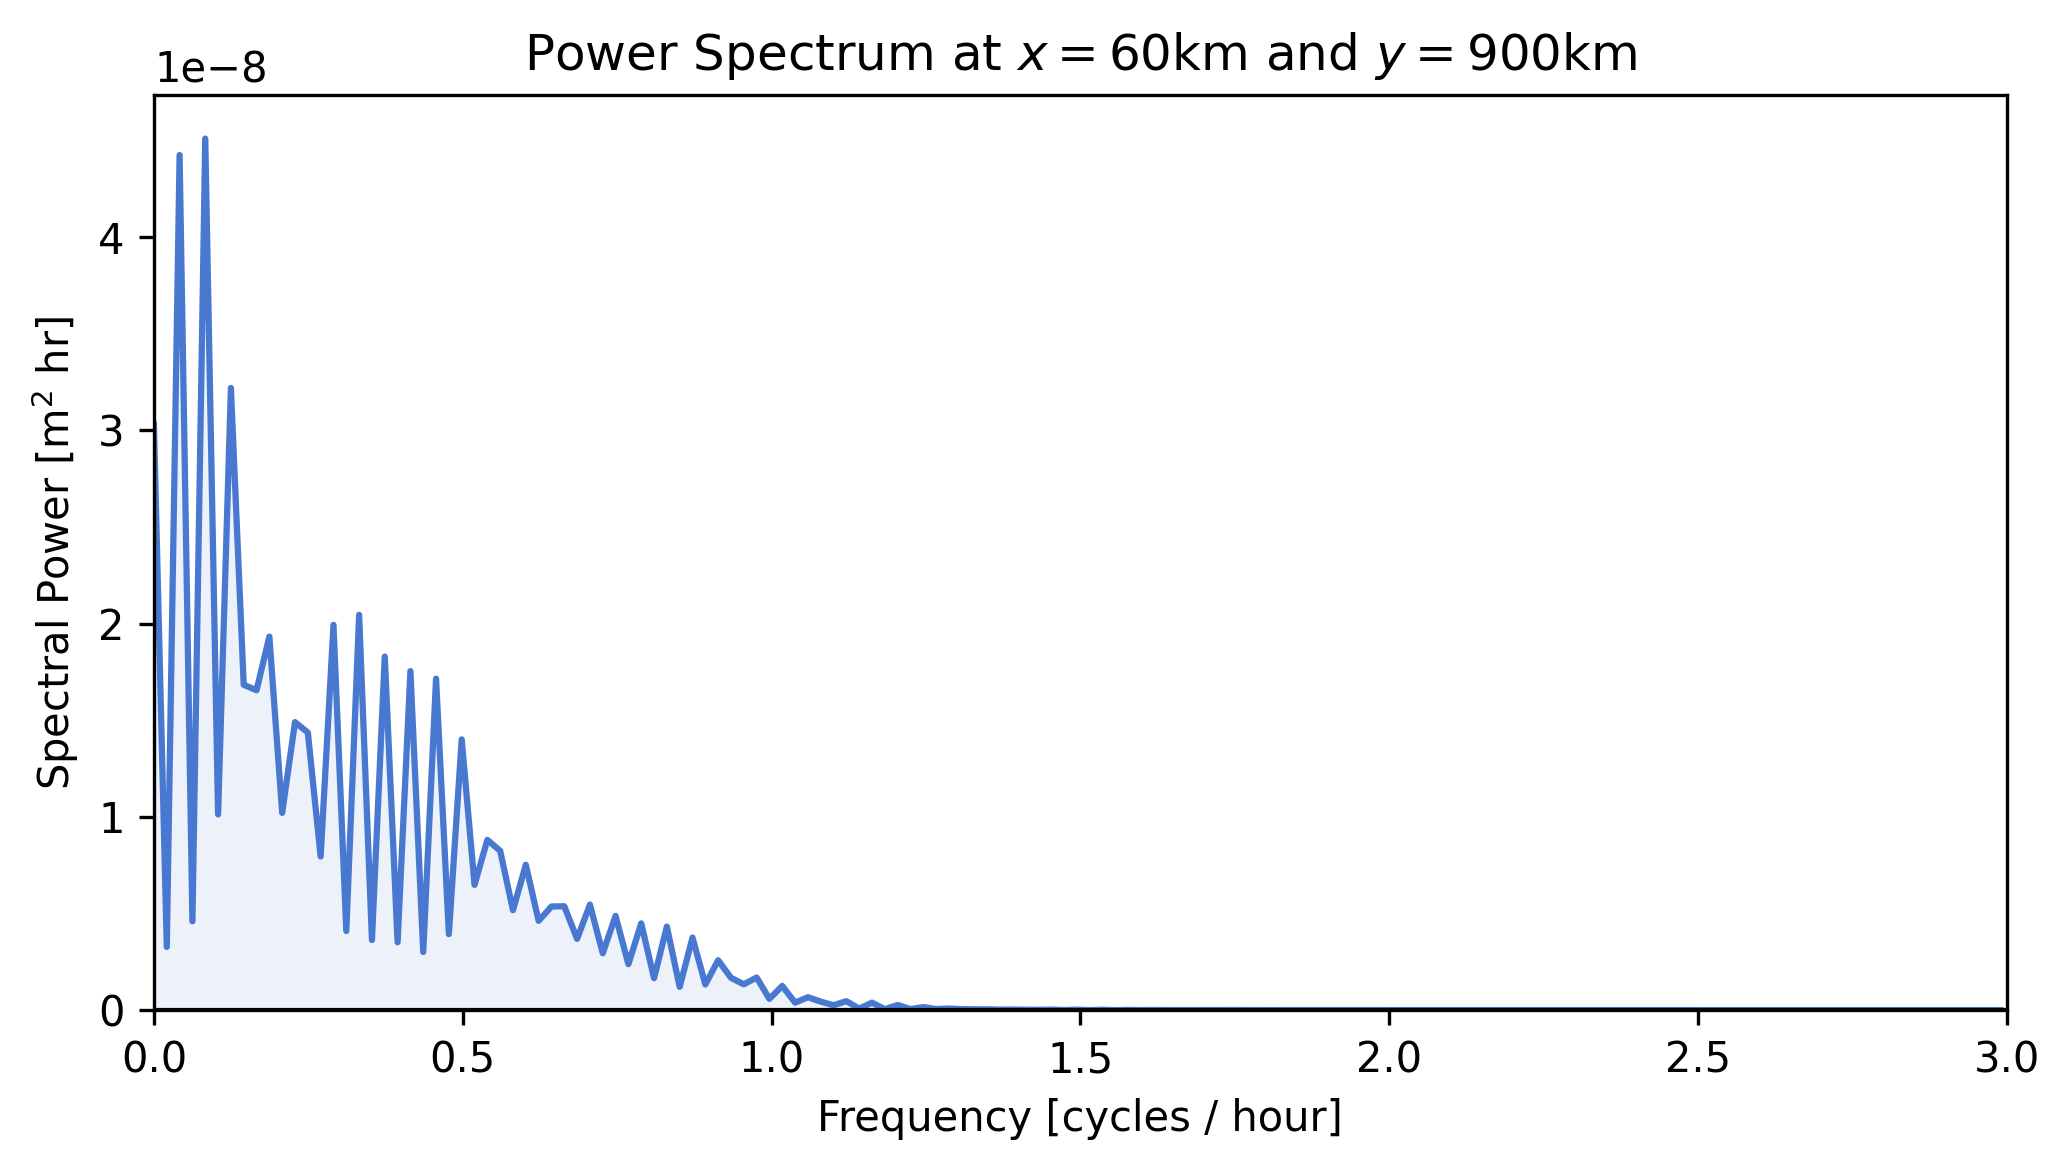 Power Spectrum at x = 60km and y = 900km
1e−8
4
3
2
1
0
Spectral Power [m² hr]
0.0 0.5 1.0 1.5 2.0 2.5 3.0
Frequency [cycles / hour]